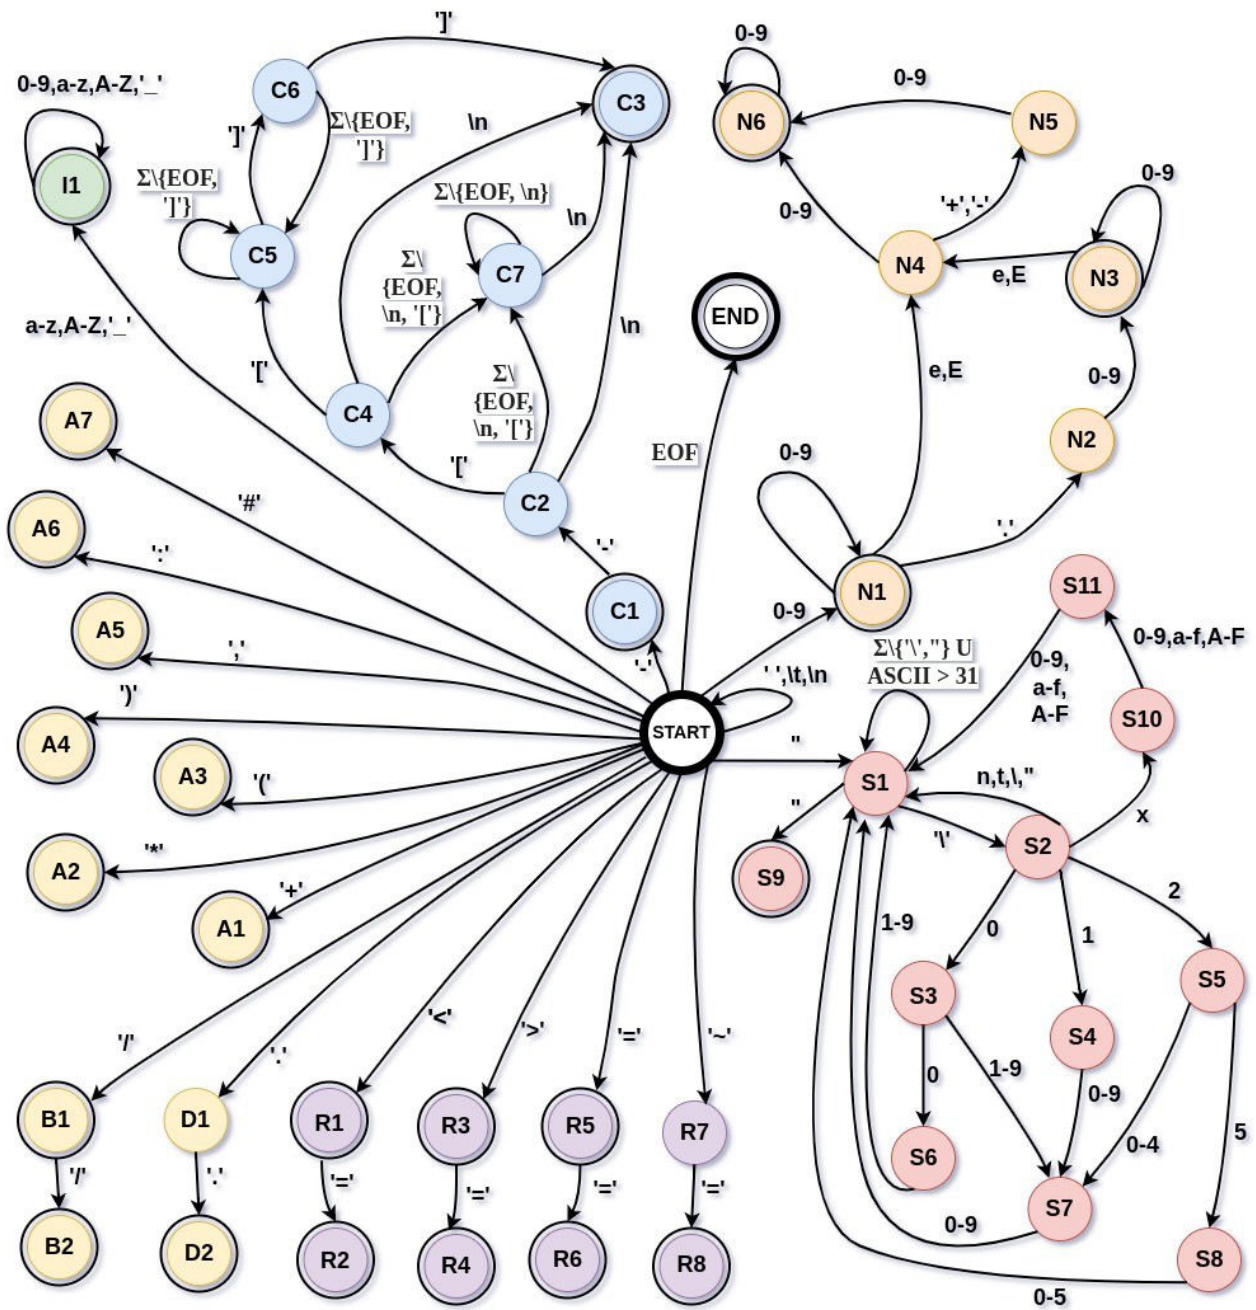 ']'
0-9,a-z,A-Z,'_'
I1
C6
C3
\n
']'
Σ\{EOF,
']'}
Σ\{EOF,
']'}
C5
Σ\{EOF, \n}
\n
C7
Σ\
{EOF,
\n, '['}
a-z,A-Z,'_'
'['
C4
Σ\
{EOF,
\n, '['}
\n
'['
C2
'-'
C1
'-'
END
EOF
0-9
N6
0-9
N5
0-9
'+','-'
0-9
N4
e,E
N3
0-9
N2
e,E
0-9
'.'
N1
0-9
A7
'#'
A6
':'
A5
','
')'
A4
A3
'('
A2
'*'
A1
'+'
START
' ',\t,\n
"
Σ\{'\',"} U
ASCII > 31
S1
"
S9
'\'
n,t,\,"
S2
x
S10
0-9,a-f,A-F
S11
0-9,
a-f,
A-F
0
1
2
S3
S4
S5
1-9
0
1-9
0-9
0-4
5
S6
S7
S8
0-9
0-5
'/'
B1
'/'
B2
'.'
D1
'.'
D2
'<'
R1
'='
R2
'>'
R3
'='
R4
'='
R5
'='
R6
'~'
R7
'='
R8